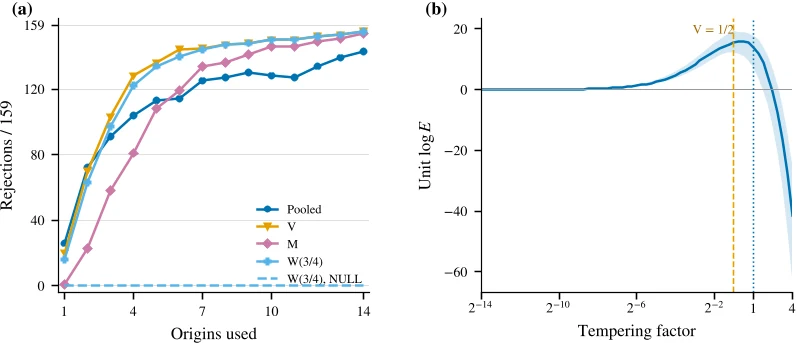 (a)
159
120
80
40
0
Rejections / 159
1
4
7
10
14
Origins used
Pooled
V
M
W(3/4)
W(3/4), NULL
(b)
V = 1/2
20
0
−20
−40
−60
Unit log E
2⁻¹⁴
2⁻¹⁰
2⁻⁶
2⁻²
1
4
Tempering factor